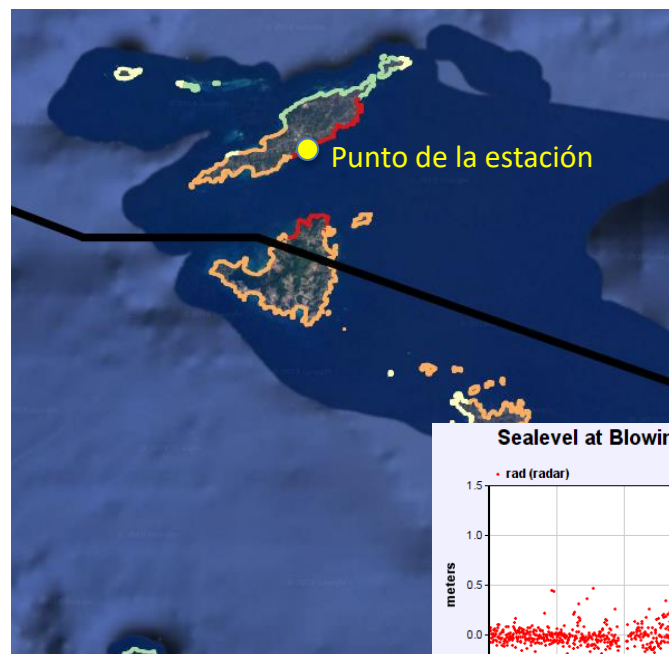 Punto de la estación
Sealevel at Blowin
rad (radar)
1.5
1.0
0.5
0.0
meters